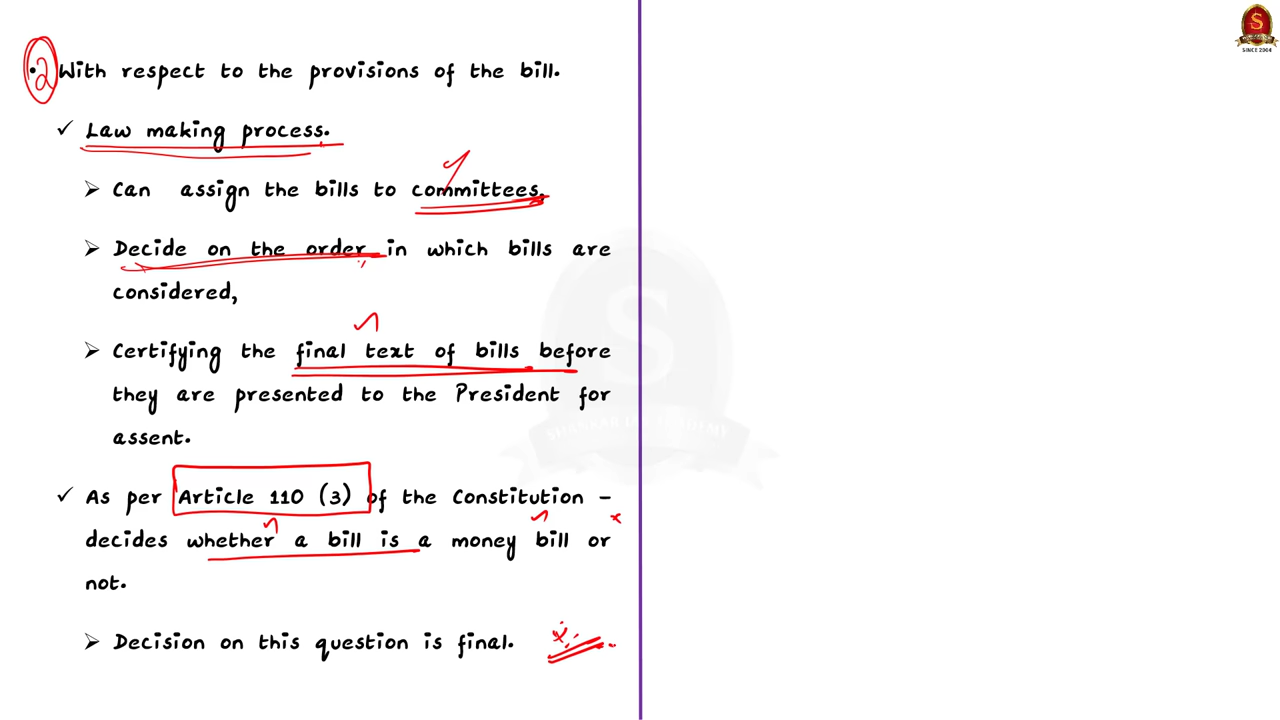 2
With respect to the provisions of the bill.
✓ Law making process.
➤ Can assign the bills to committees,
➤ Decide on the order in which bills are
considered,
➤ Certifying the final text of bills before
they are presented to the President for
assent.
✓ As per Article 110 (3) of the Constitution –
decides whether a bill is a money bill or
not.
➤ Decision on this question is final.
S
SINCE 2004
S